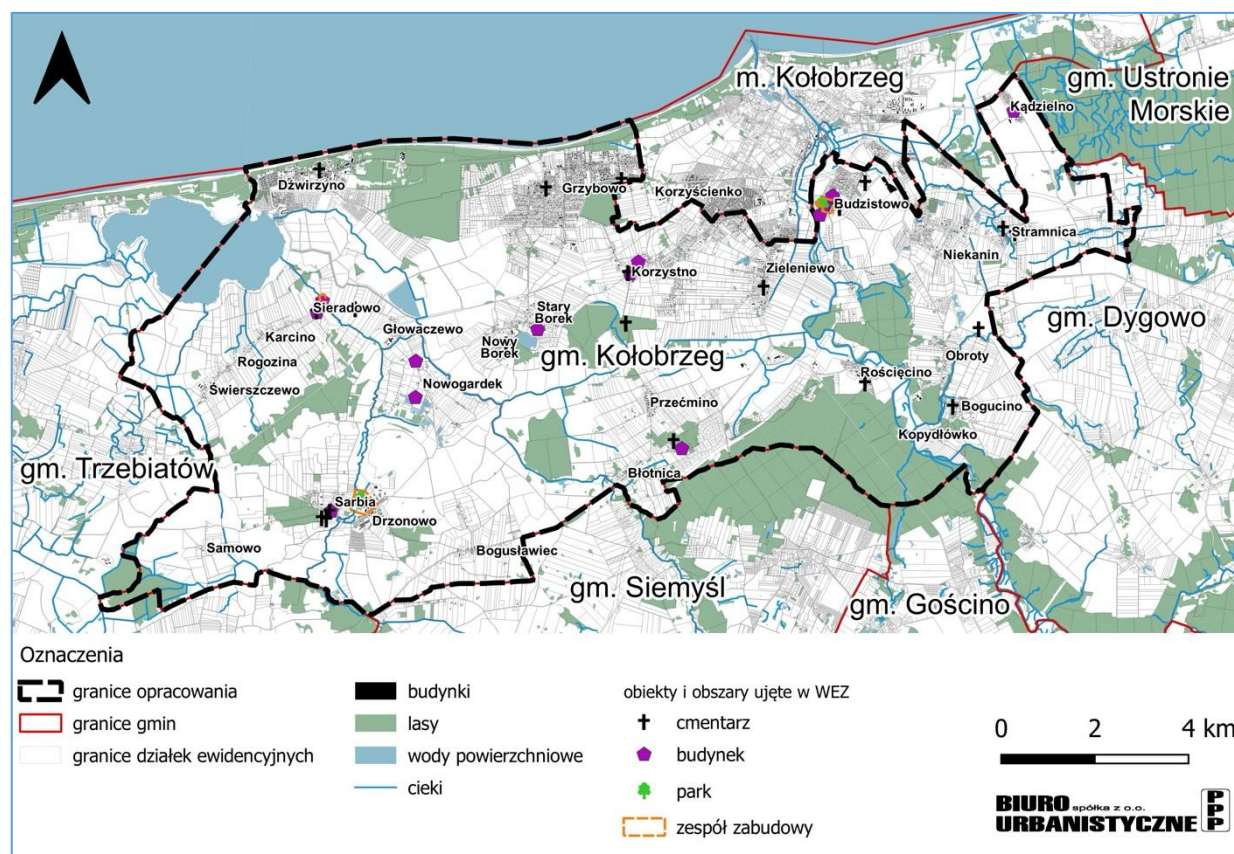 m. Kołobrzeg
gm. Ustronie
Morskie
Kądzielno
Dźwirzyno
Grzybowo
Korzyścienko
Budzistowo
Stramnica
Niekanin
Korzystno
Zieleniewo
Sieradowo
Stary
Borek
Głowaczewo
Karcino
Nowy
Borek
gm. Kołobrzeg
gm. Dygowo
Obroty
Rogozina
Rościęcino
Świerszczewo
Nowogardek
Przećmino
Bogucino
Kopydłówko
gm. Trzebiatów
Błotnica
Sarbia
Drzonowo
Samowo
Bogusławiec
gm. Siemyśl
gm. Gościno
Oznaczenia
granice opracowania
granice gmin
granice działek ewidencyjnych
budynki
lasy
wody powierzchniowe
cieki
obiekty i obszary ujęte w WEZ
cmentarz
budynek
park
zespół zabudowy
0 2 4 km
BIURO spółka z o.o.
URBANISTYCZNE
PPP